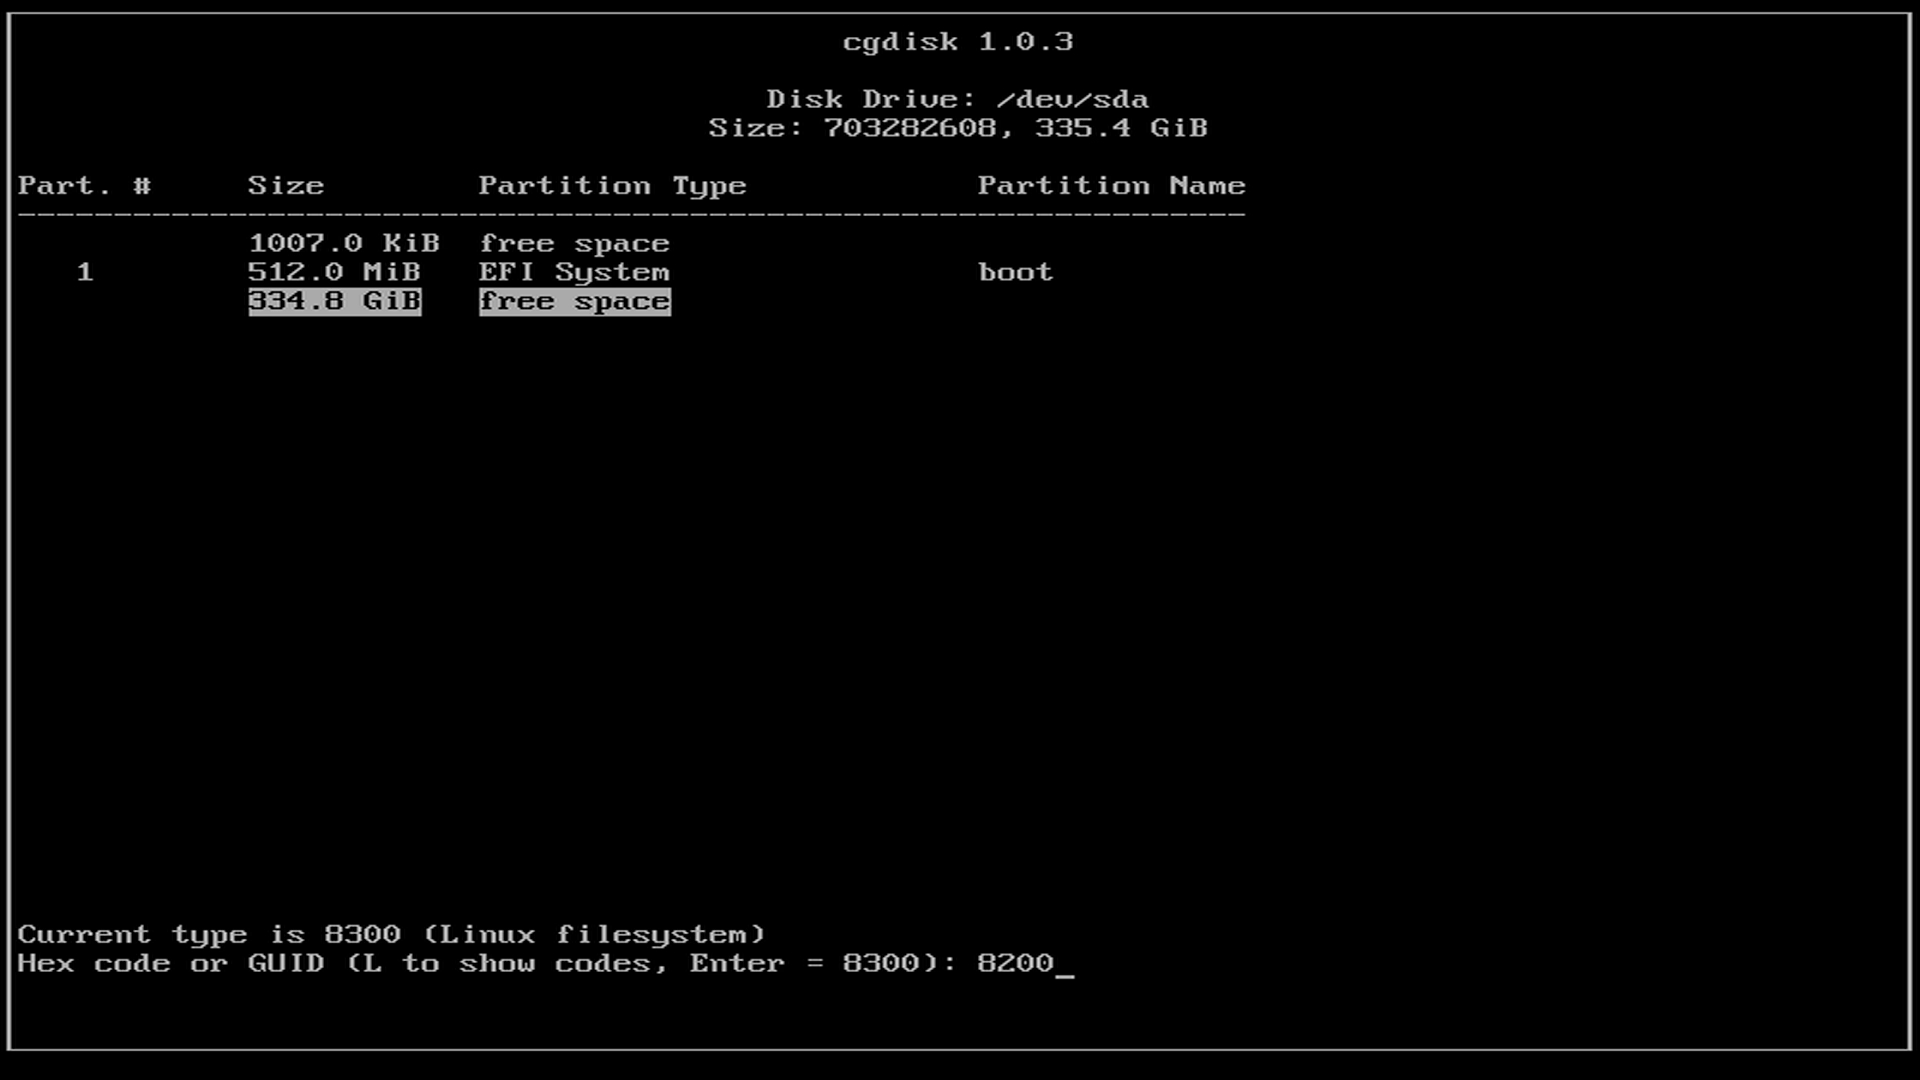 cgdisk 1.0.3
Disk Drive: /dev/sda
Size: 703282608, 335.4 GiB
Part. # Size Partition Type Partition Name
----------------------------------------------------------------
1007.0 KiB free space
1 512.0 MiB EFI System boot
334.8 GiB free space
Current type is 8300 (Linux filesystem)
Hex code or GUID (L to show codes, Enter = 8300): 8200_